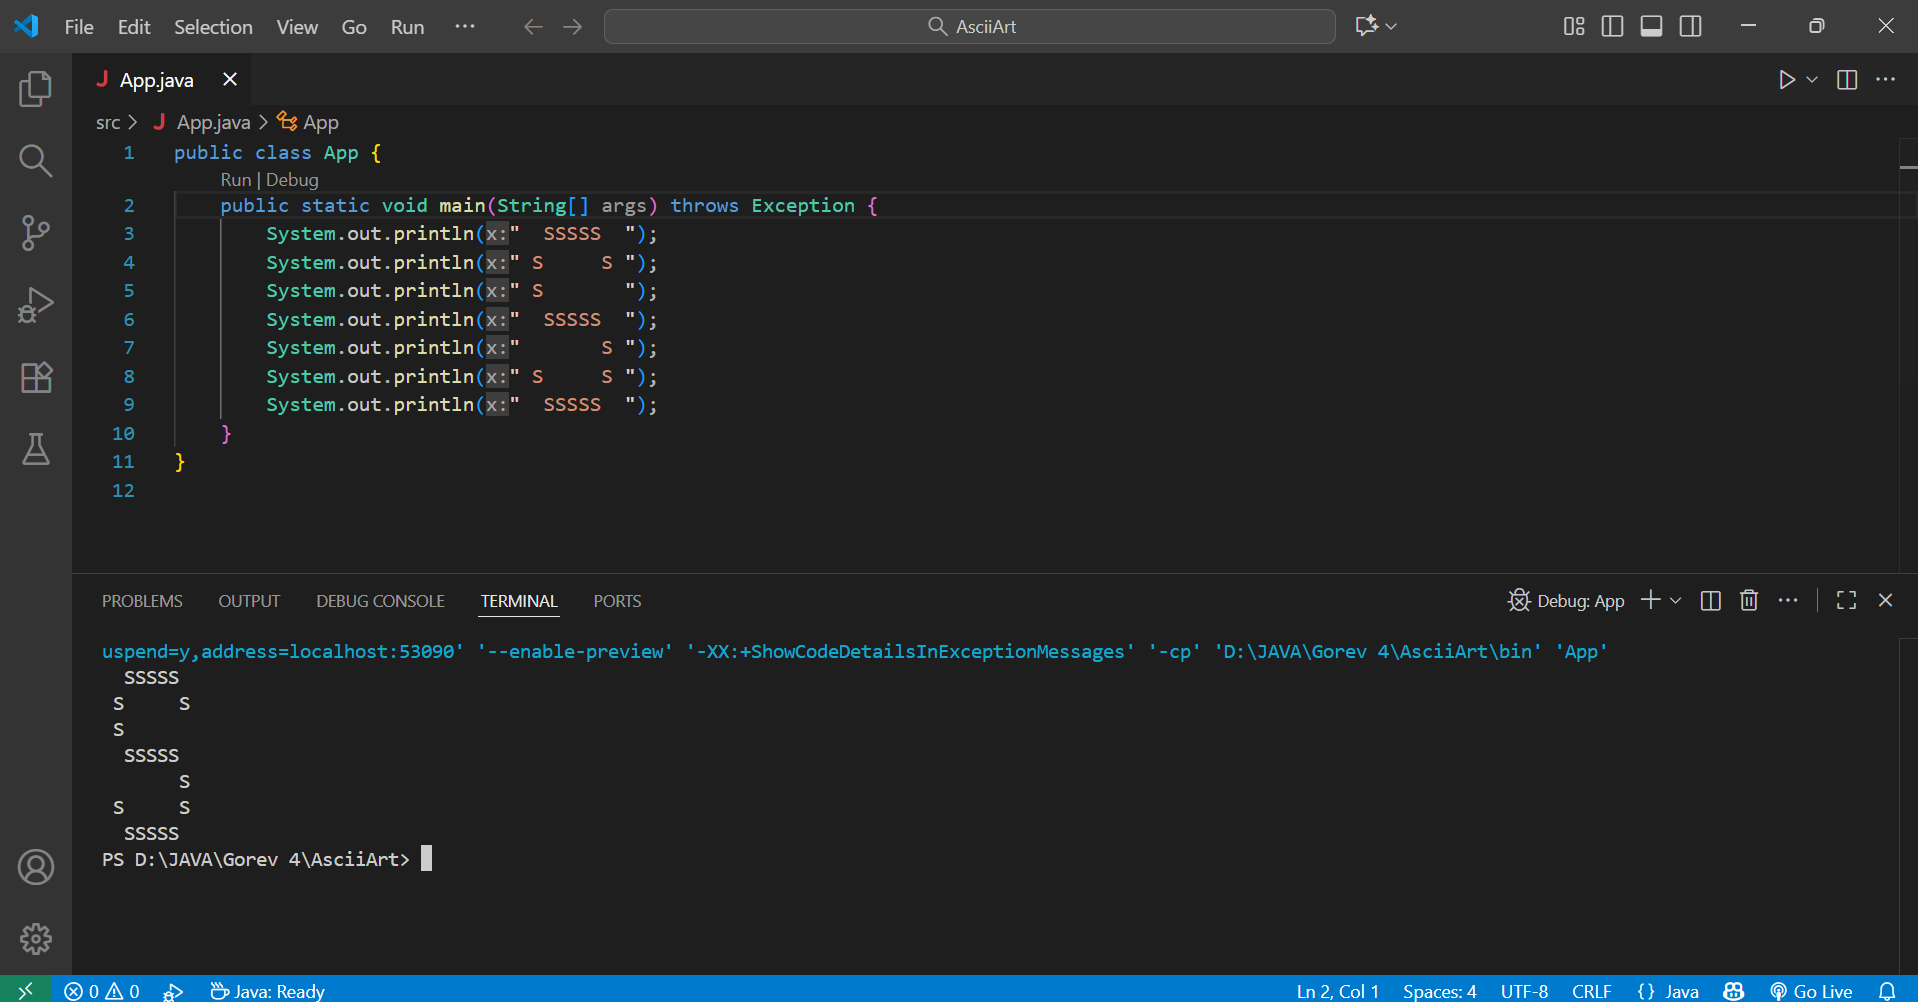 File Edit Selection View Go Run ··· AsciiArt
App.java
src > App.java > App
1 public class App {
Run | Debug
2     public static void main(String[] args) throws Exception {
3         System.out.println(x:"  SSSSS  ");
4         System.out.println(x:" S     S ");
5         System.out.println(x:" S       ");
6         System.out.println(x:"  SSSSS  ");
7         System.out.println(x:"       S ");
8         System.out.println(x:" S     S ");
9         System.out.println(x:"  SSSSS  ");
10     }
11 }
12
PROBLEMS OUTPUT DEBUG CONSOLE TERMINAL PORTS Debug: App
uspend=y,address=localhost:53090' '--enable-preview' '-XX:+ShowCodeDetailsInExceptionMessages' '-cp' 'D:\JAVA\Gorev 4\AsciiArt\bin' 'App'
  SSSSS
 S     S
 S
  SSSSS
       S
 S     S
  SSSSS
PS D:\JAVA\Gorev 4\AsciiArt>
0 0 Java: Ready Ln 2, Col 1 Spaces: 4 UTF-8 CRLF {} Java Go Live